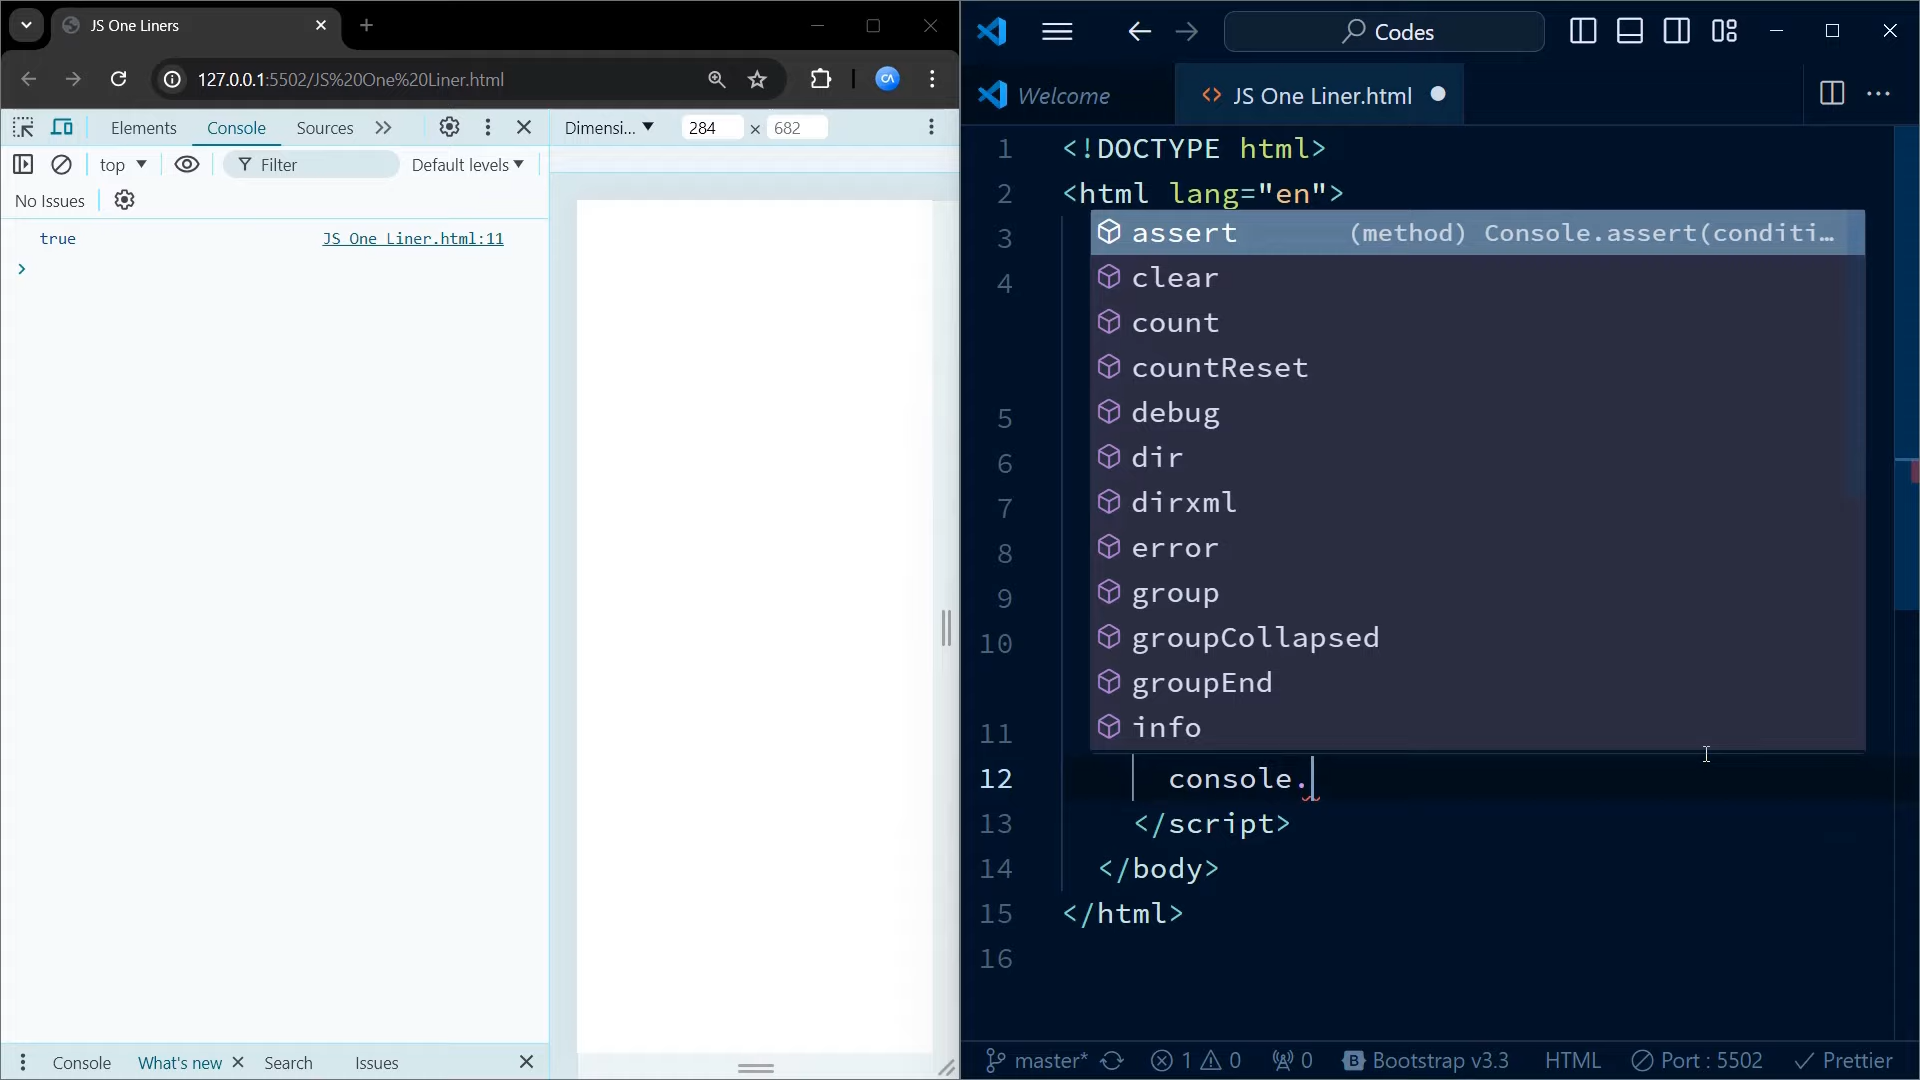 JS One Liners
127.0.0.1:5502/JS%20One%20Liner.html
Elements Console Sources
top Filter Default levels
No Issues
true JS One Liner.html:11
Dimensi... 284 × 682
Console What's new Search Issues
Codes
Welcome JS One Liner.html
1 <!DOCTYPE html>
2 <html lang="en">
3
4
5
6
7
8
9
10
11
assert (method) Console.assert(conditi…
clear
count
countReset
debug
dir
dirxml
error
group
groupCollapsed
groupEnd
info
12 console.
13 </script>
14 </body>
15 </html>
16
master* 1 0 0 Bootstrap v3.3 HTML Port : 5502 Prettier